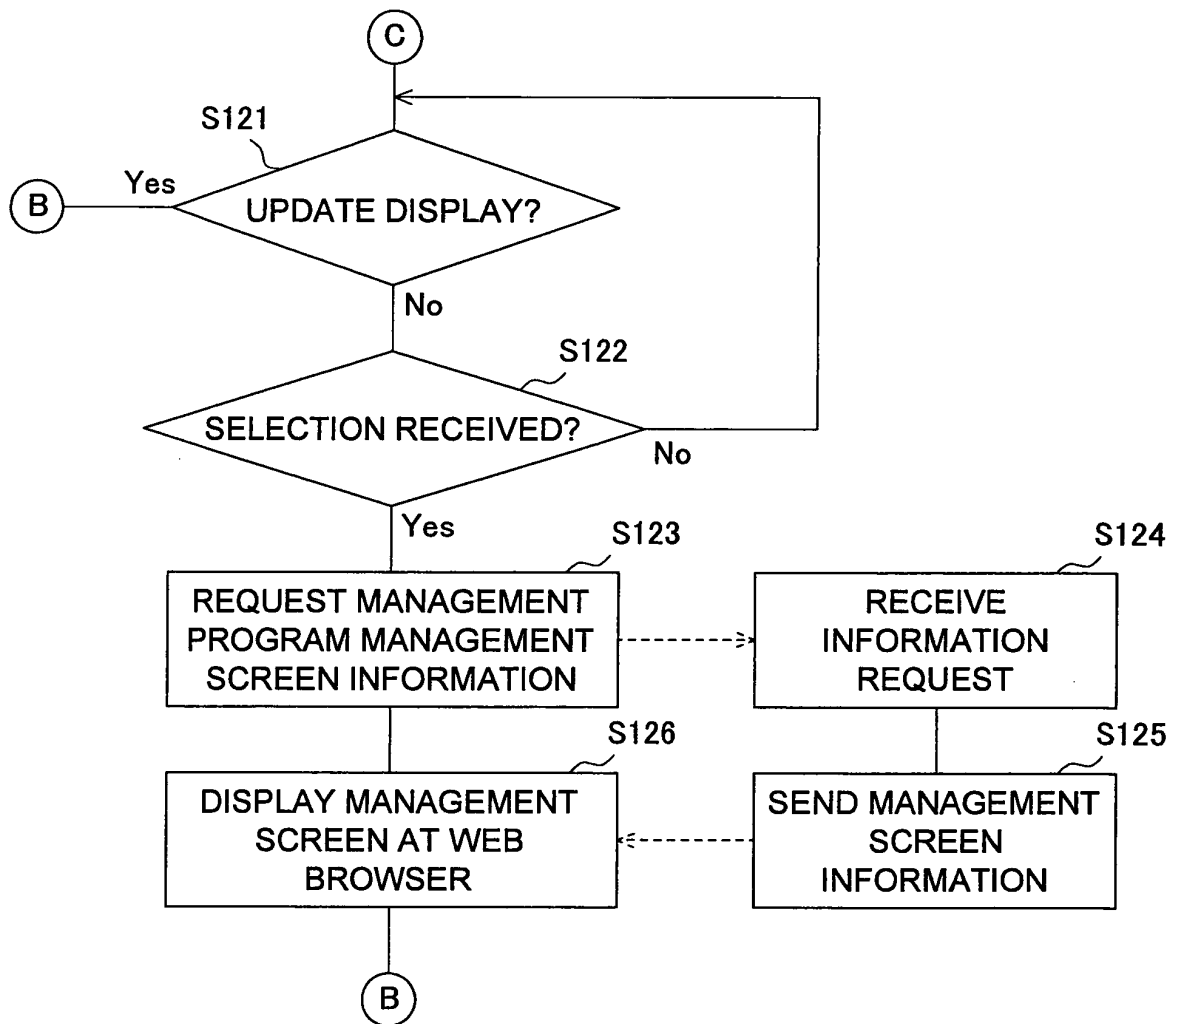 C
S121
Yes
B
UPDATE DISPLAY?
No
S122
SELECTION RECEIVED?
No
Yes
S123
S124
REQUEST MANAGEMENT
PROGRAM MANAGEMENT
SCREEN INFORMATION
RECEIVE
INFORMATION
REQUEST
S126
S125
DISPLAY MANAGEMENT
SCREEN AT WEB
BROWSER
SEND MANAGEMENT
SCREEN
INFORMATION
B